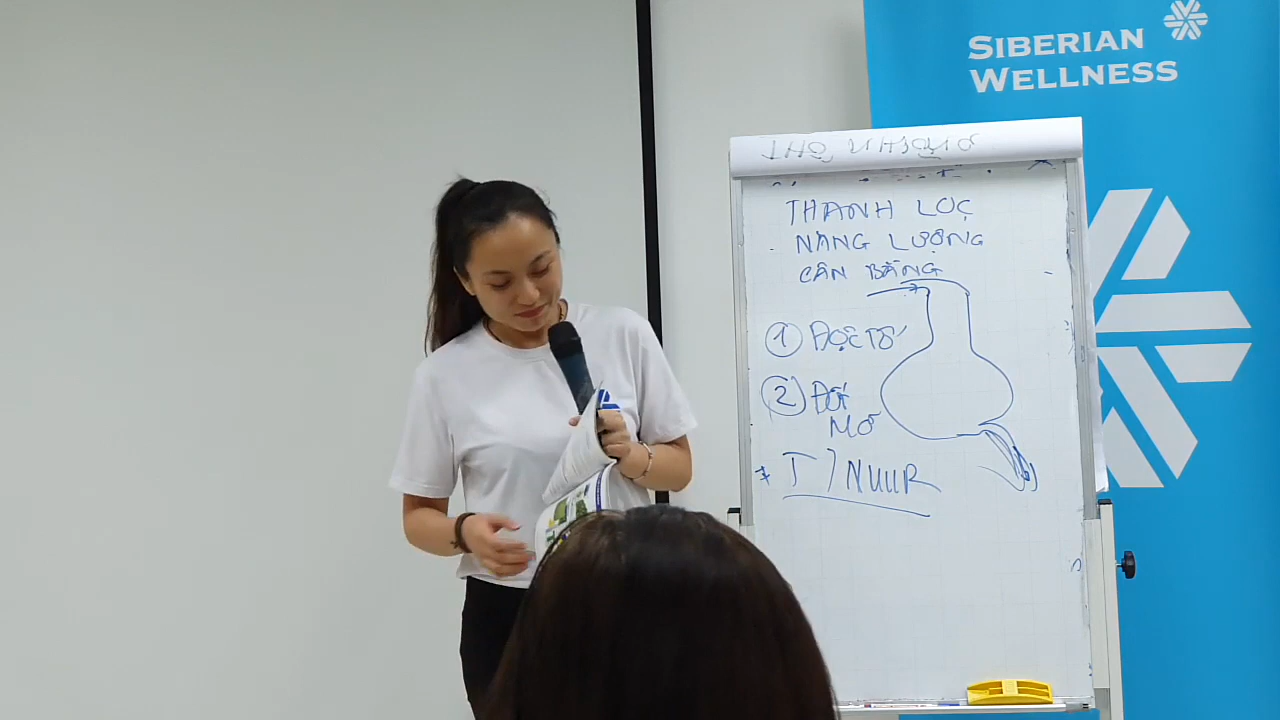 SIBERIAN
WELLNESS
THANH LỌC
NĂNG LƯỢNG
CÂN BẰNG
① ĐỘC TỐ
② ĐỐT
MỠ
* T / NUUR